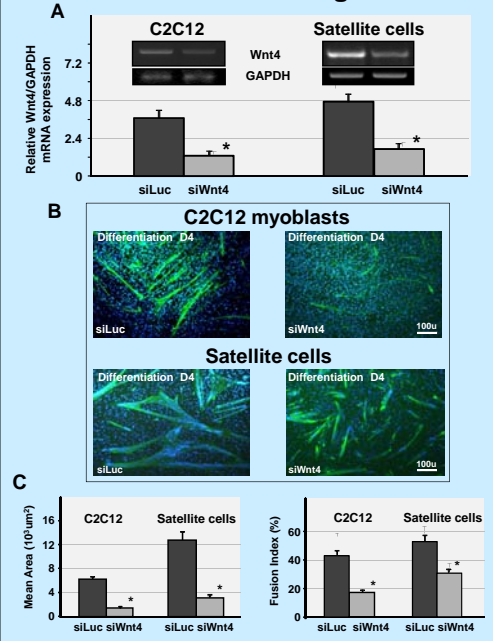 A
C2C12 Satellite cells
Wnt4
GAPDH
Relative Wnt4/GAPDH
mRNA expression
7.2
4.8
2.4
0
* *
siLuc siWnt4 siLuc siWnt4
B
C2C12 myoblasts
Differentiation D4 Differentiation D4
siLuc siWnt4 100u
Satellite cells
Differentiation D4 Differentiation D4
siLuc siWnt4 100u
C
Mean Area (10³um²)
C2C12 Satellite cells
16
12
8
4
0
* *
siLuc siWnt4 siLuc siWnt4
Fusion Index (%)
C2C12 Satellite cells
60
40
20
0
* *
siLuc siWnt4 siLuc siWnt4